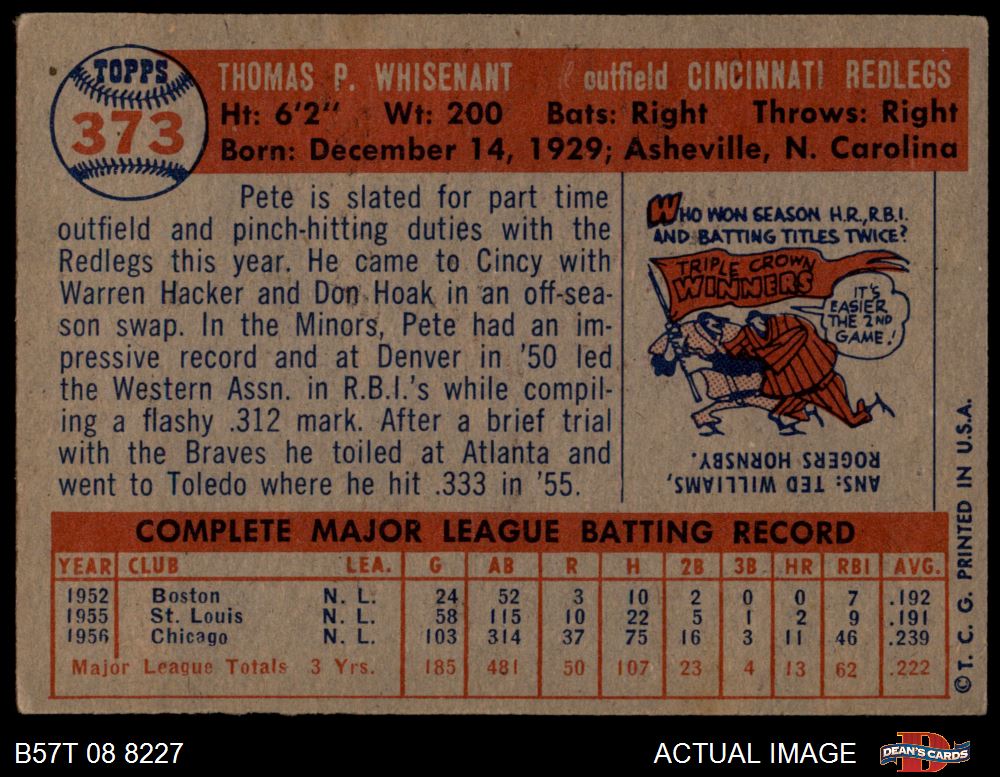 TOPPS
373
THOMAS P. WHISENANT outfield CINCINNATI REDLEGS
Ht: 6'2" Wt: 200 Bats: Right Throws: Right
Born: December 14, 1929; Asheville, N. Carolina
Pete is slated for part time
outfield and pinch-hitting duties with the
Redlegs this year. He came to Cincy with
Warren Hacker and Don Hoak in an off-sea-
son swap. In the Minors, Pete had an im-
pressive record and at Denver in '50 led
the Western Assn. in R.B.I.'s while compil-
ing a flashy .312 mark. After a brief trial
with the Braves he toiled at Atlanta and
went to Toledo where he hit .333 in '55.
WHO WON SEASON H.R., R.B.I.
AND BATTING TITLES TWICE?
TRIPLE CROWN
WINNERS
IT'S
EASIER
THE 2ND
GAME!
ANS: TED WILLIAMS,
ROGERS HORNSBY.
COMPLETE MAJOR LEAGUE BATTING RECORD
YEAR CLUB LEA. G AB R H 2B 3B HR RBI AVG.
1952 Boston N. L. 24 52 3 10 2 0 0 7 .192
1955 St. Louis N. L. 58 115 10 22 5 1 2 9 .191
1956 Chicago N. L. 103 314 37 75 16 3 11 46 .239
Major League Totals 3 Yrs. 185 481 50 107 23 4 13 62 .222
©T. C. G. PRINTED IN U.S.A.
B57T 08 8227
ACTUAL IMAGE
DEAN'S CARDS